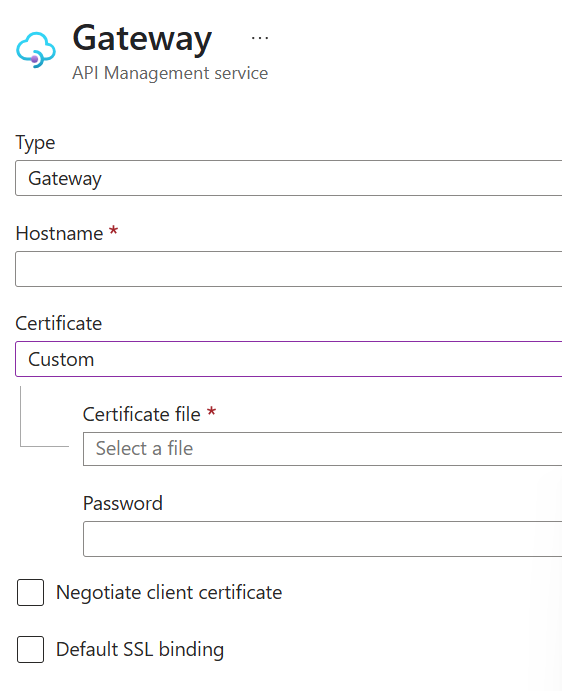 Gateway ...
API Management service
Type
Gateway
Hostname *
Certificate
Custom
Certificate file *
Select a file
Password
Negotiate client certificate
Default SSL binding